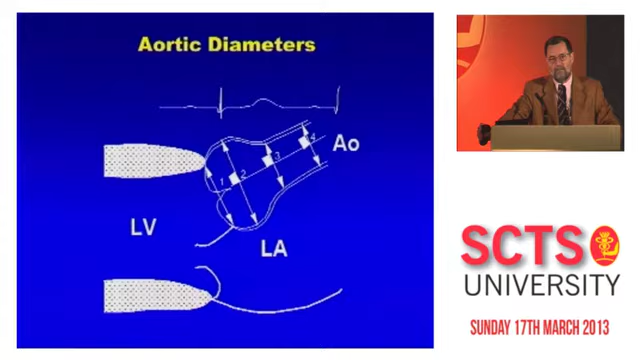 Aortic Diameters
1
2
3
4
Ao
LV
LA
SCTS
UNIVERSITY
SUNDAY 17TH MARCH 2013